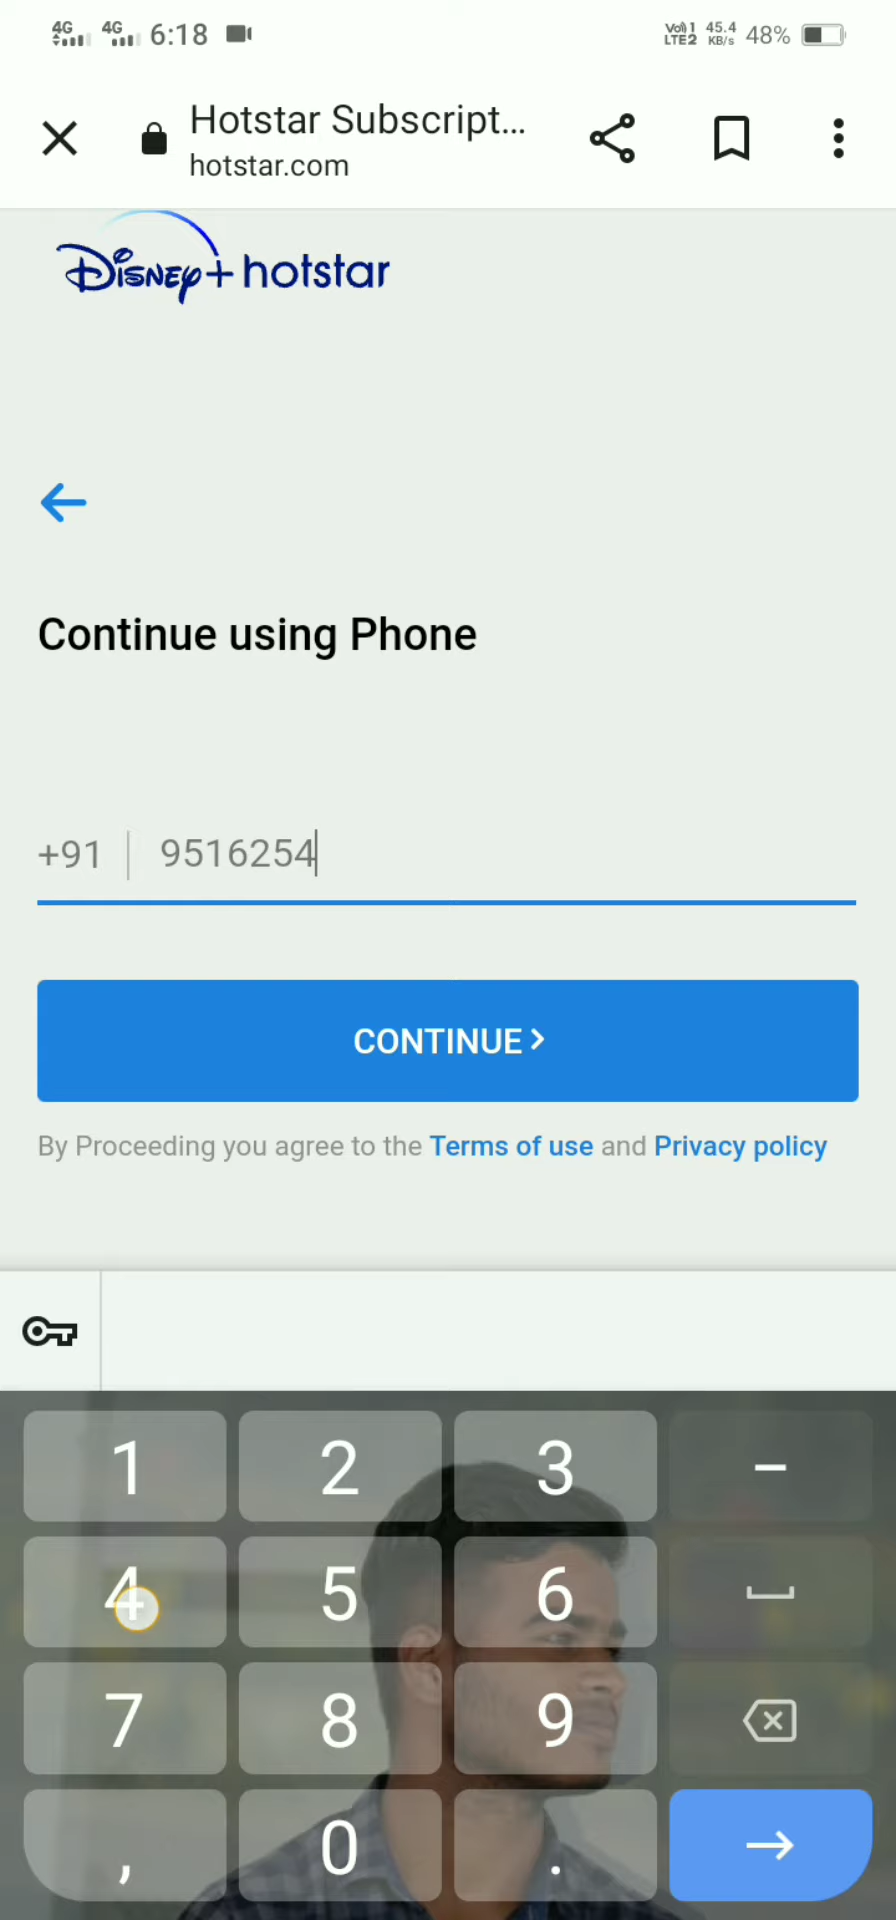 4G 4G 6:18 Vo) 1 LTE2 45.4 KB/s 48%
Hotstar Subscript...
hotstar.com
Disney+ hotstar
Continue using Phone
+91 9516254
CONTINUE >
By Proceeding you agree to the Terms of use and Privacy policy
1 2 3 –
4 5 6
7 8 9
, 0 .